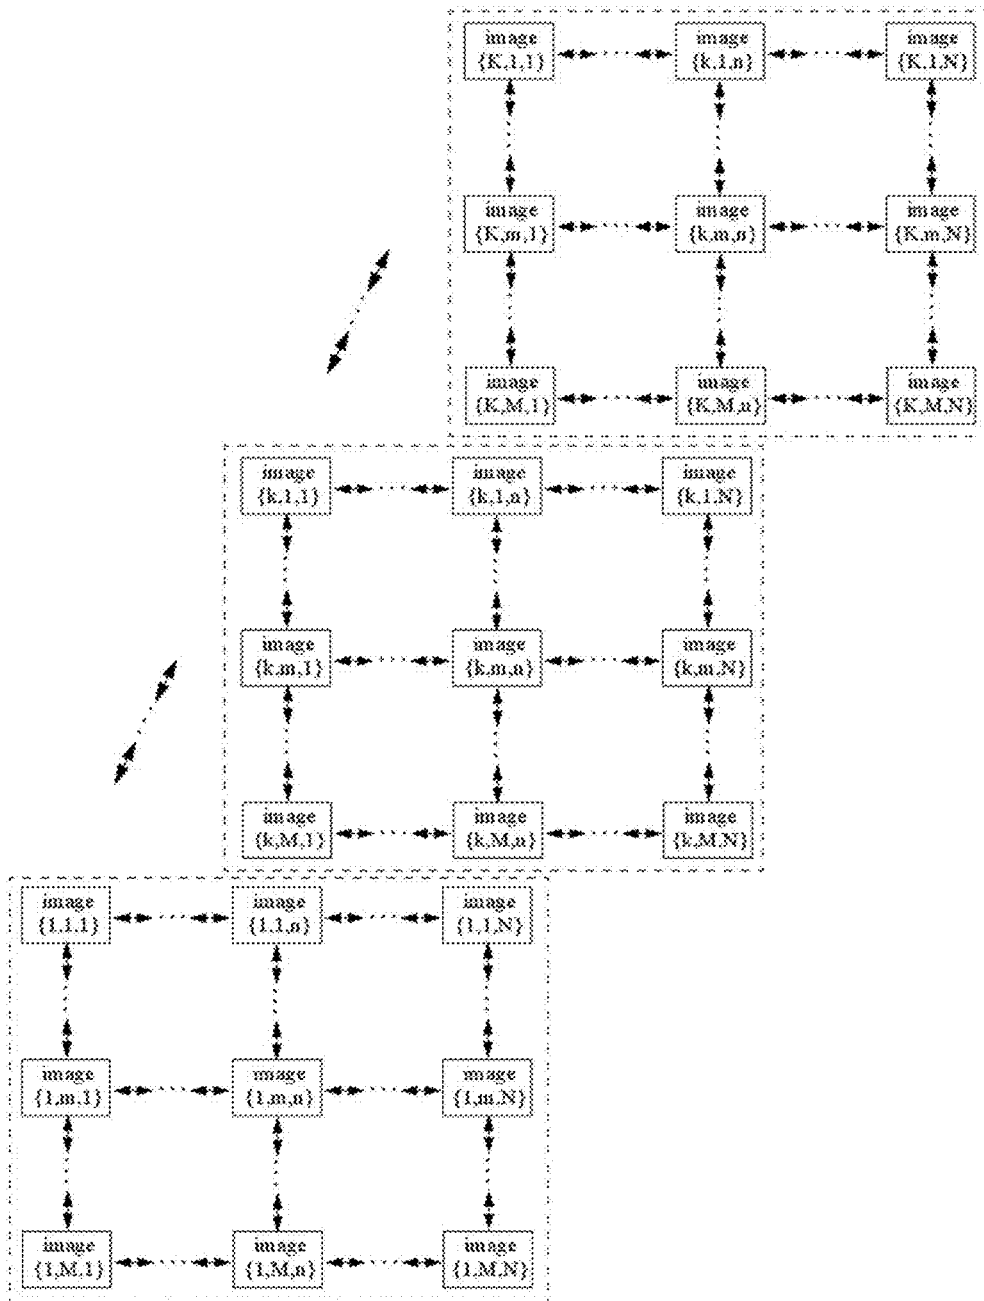 image
{K,1,1}
image
{k,1,n}
image
{K,1,N}
image
{K,m,1}
image
{k,m,n}
image
{K,m,N}
image
{K,M,1}
image
{K,M,n}
image
{K,M,N}
image
{k,1,1}
image
{k,1,n}
image
{k,1,N}
image
{k,m,1}
image
{k,m,n}
image
{k,m,N}
image
{k,M,1}
image
{k,M,n}
image
{k,M,N}
image
{1,1,1}
image
{1,1,n}
image
{1,1,N}
image
{1,m,1}
image
{1,m,n}
image
{1,m,N}
image
{1,M,1}
image
{1,M,n}
image
{1,M,N}